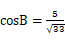 cosB = 5/√33